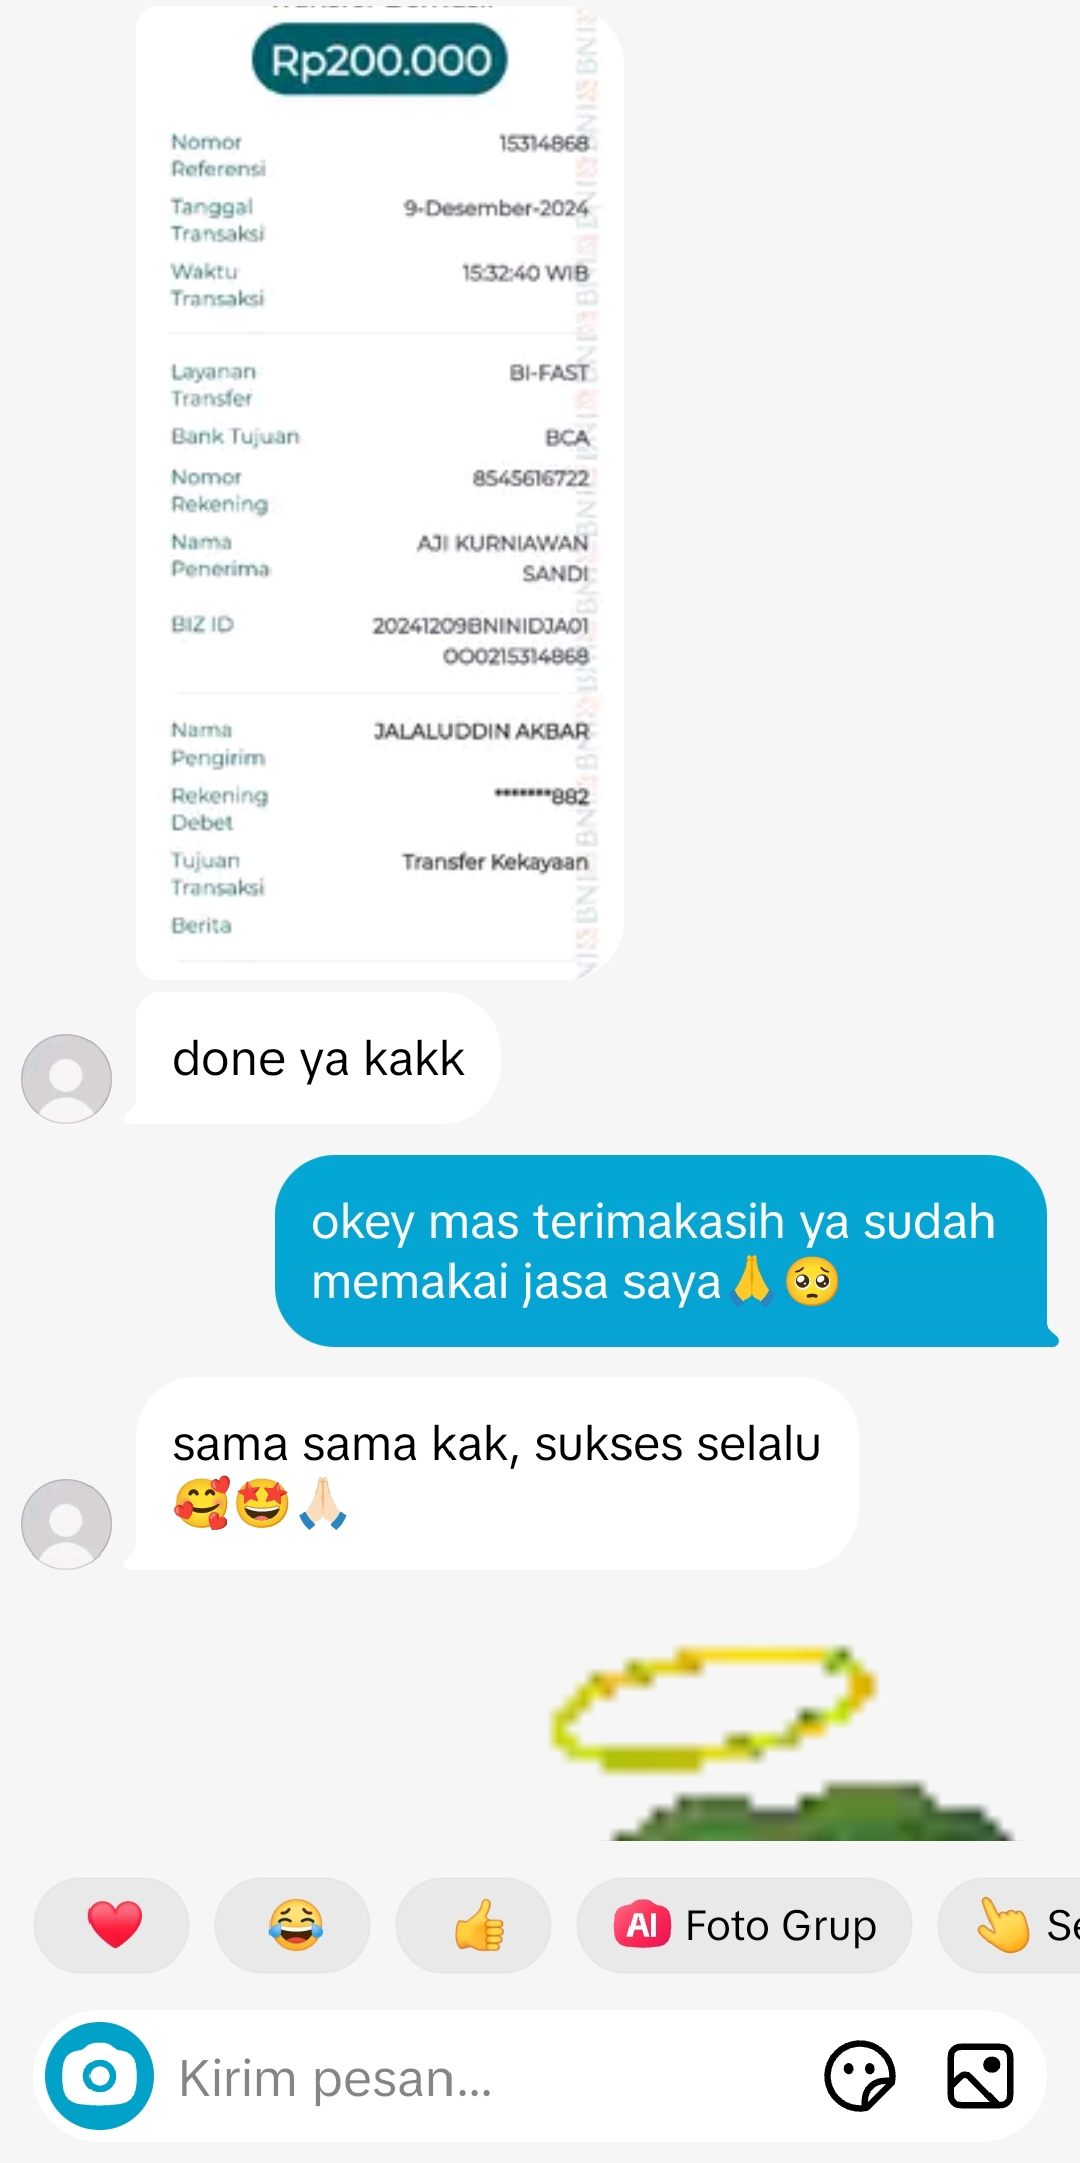 Rp200.000
Nomor
Referensi
15314868
Tanggal
Transaksi
9-Desember-2024
Waktu
Transaksi
15:32:40 WIB
Layanan
Transfer
BI-FAST
Bank Tujuan
BCA
Nomor
Rekening
8545616722
Nama
Penerima
AJI KURNIAWAN
SANDI
BIZ ID
20241209BNINIDJA01
0O0215314868
Nama
Pengirim
JALALUDDIN AKBAR
Rekening
Debet
*******882
Tujuan
Transaksi
Transfer Kekayaan
Berita
done ya kakk
okey mas terimakasih ya sudah
memakai jasa saya🙏🥺
sama sama kak, sukses selalu
🥰🤩🙏🏻
❤️ 😂 👍 AI Foto Grup 👆
Kirim pesan...